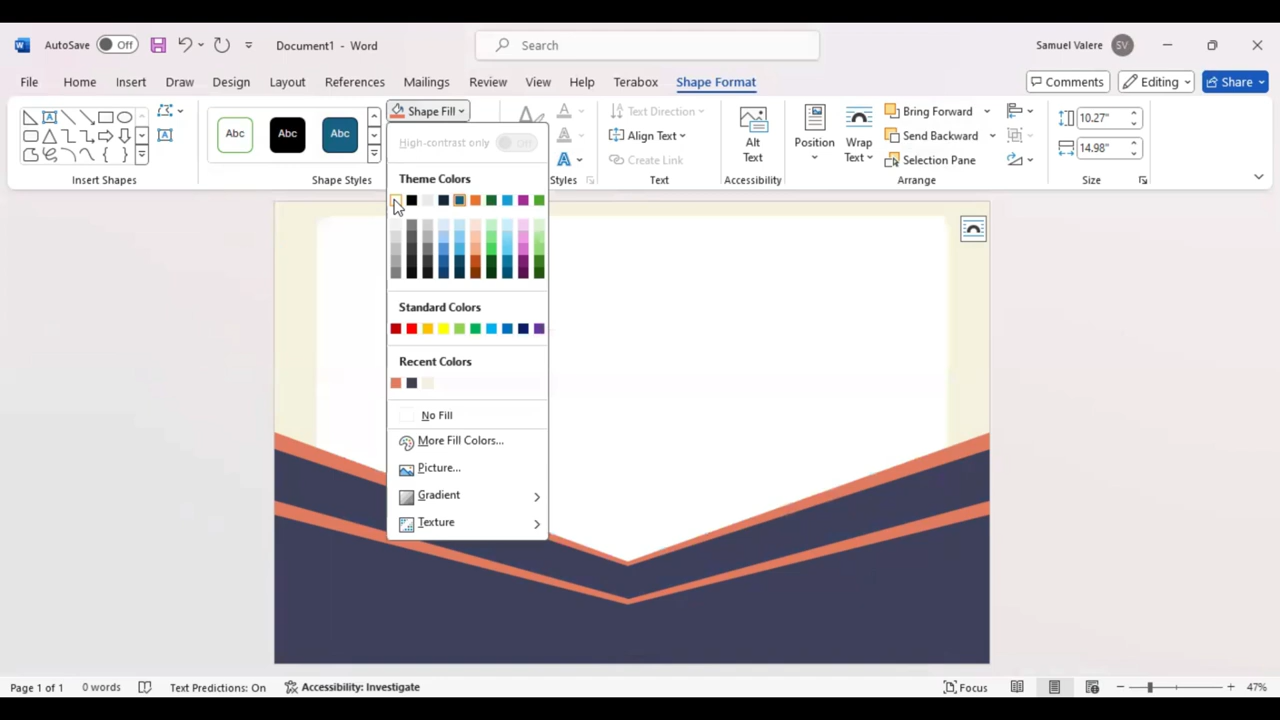 AutoSave Off Document1 - Word Search Samuel Valere SV
File Home Insert Draw Design Layout References Mailings Review View Help Terabox Shape Format Comments Editing Share
Abc Abc Abc
Insert Shapes
Shape Styles
Shape Fill
High-contrast only Off
Theme Colors
Standard Colors
Recent Colors
No Fill
More Fill Colors...
Picture...
Gradient
Texture
Styles
Text Direction
Align Text
Create Link
Text
Alt
Text
Accessibility
Position
Wrap
Text
Bring Forward
Send Backward
Selection Pane
Arrange
10.27"
14.98"
Size
Page 1 of 1 0 words Text Predictions: On Accessibility: Investigate Focus 47%